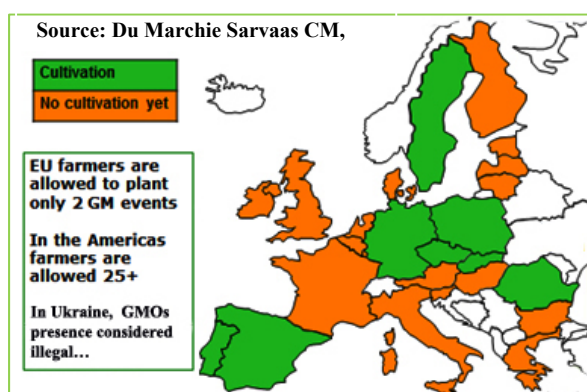 Source: Du Marchie Sarvaas CM,
Cultivation
No cultivation yet
EU farmers are
allowed to plant
only 2 GM events
In the Americas
farmers are
allowed 25+
In Ukraine, GMOs
presence considered
illegal...